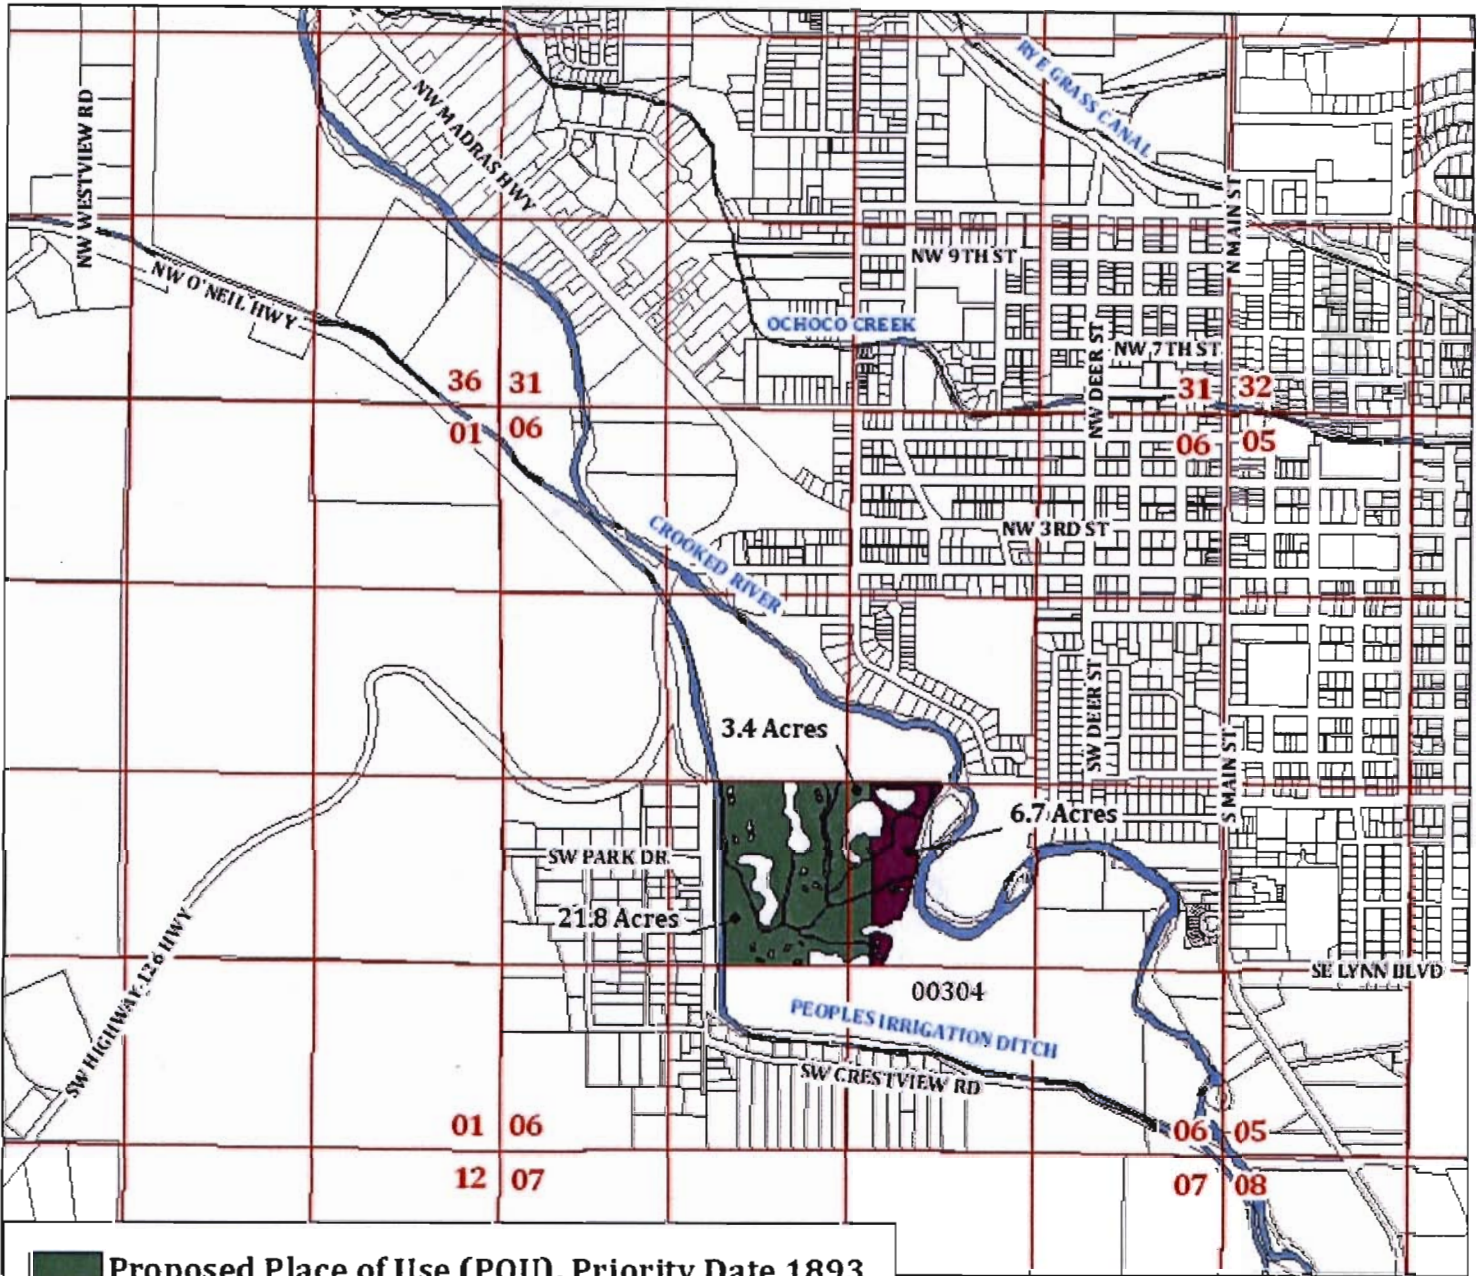 RYE GRASS CANAL
NW MADRAS HWY
NW WESTVIEW RD
N MAIN ST
NW 9TH ST
NW O'NEIL HWY
OCHOCO CREEK
NW DEER ST
NW 7TH ST
36 31
31 32
01 06
06 05
NW 3RD ST
CROOKED RIVER
SW DEER ST
3.4 Acres
S MAIN ST
6.7 Acres
SW PARK DR
21.8 Acres
SW HIGHWAY 126 HWY
SE LYNN BLVD
00304
PEOPLES IRRIGATION DITCH
SW CRESTVIEW RD
01 06
06 05
12 07
07 08
Proposed Place of Use (POU), Priority Date 1893